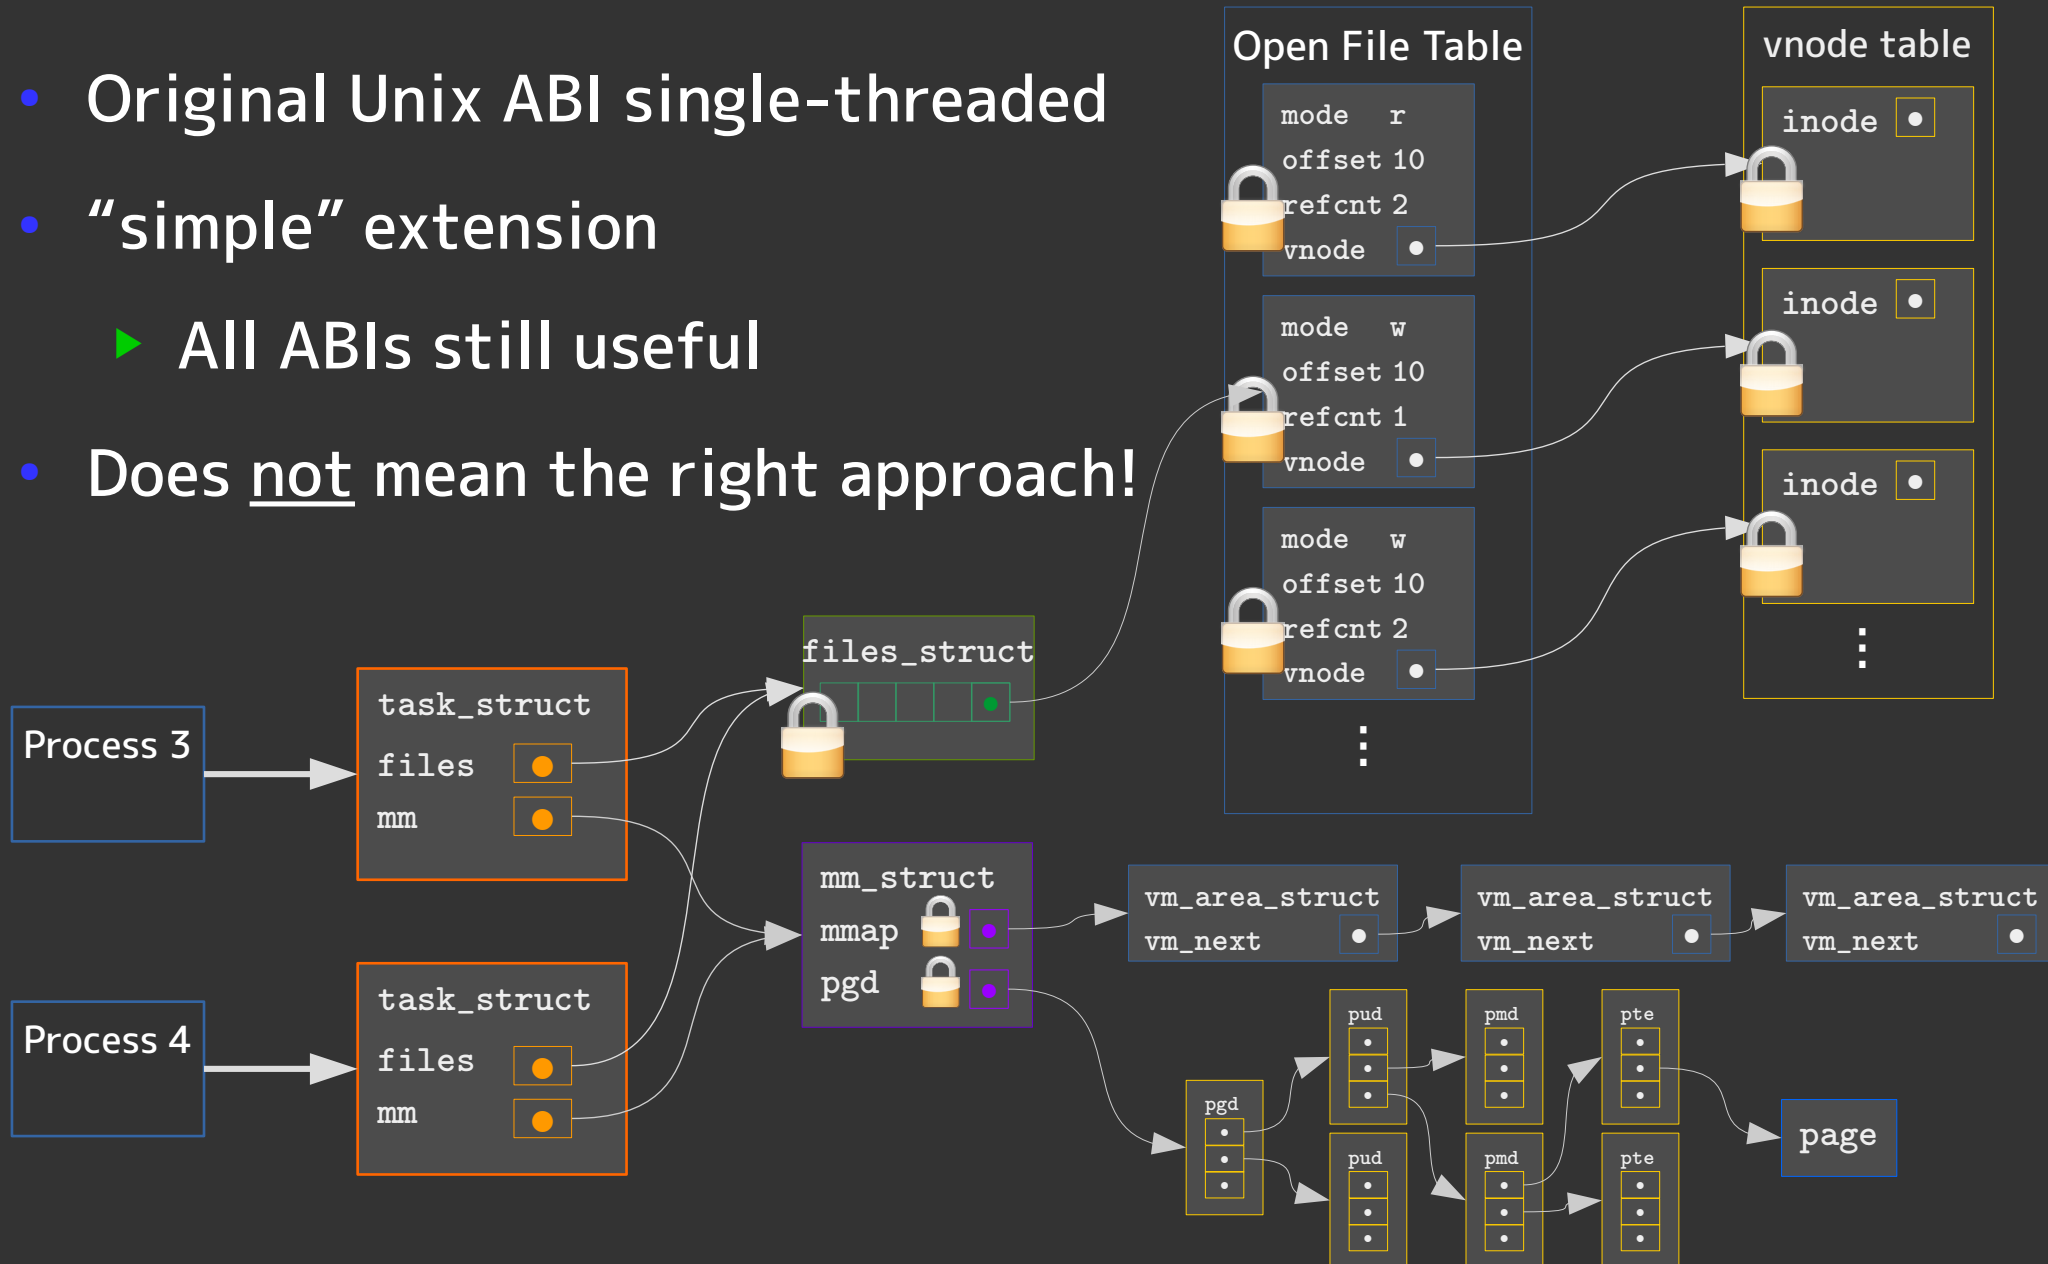 Original Unix ABI single-threaded
“simple” extension
All ABIs still useful
Does not mean the right approach!
Open File Table
mode r
offset 10
refcnt 2
vnode
mode w
offset 10
refcnt 1
vnode
mode w
offset 10
refcnt 2
vnode
⋮
vnode table
inode
inode
inode
⋮
Process 3
task_struct
files
mm
Process 4
task_struct
files
mm
files_struct
mm_struct
mmap
pgd
vm_area_struct
vm_next
vm_area_struct
vm_next
vm_area_struct
vm_next
pgd
pud
pmd
pte
pud
pmd
pte
page